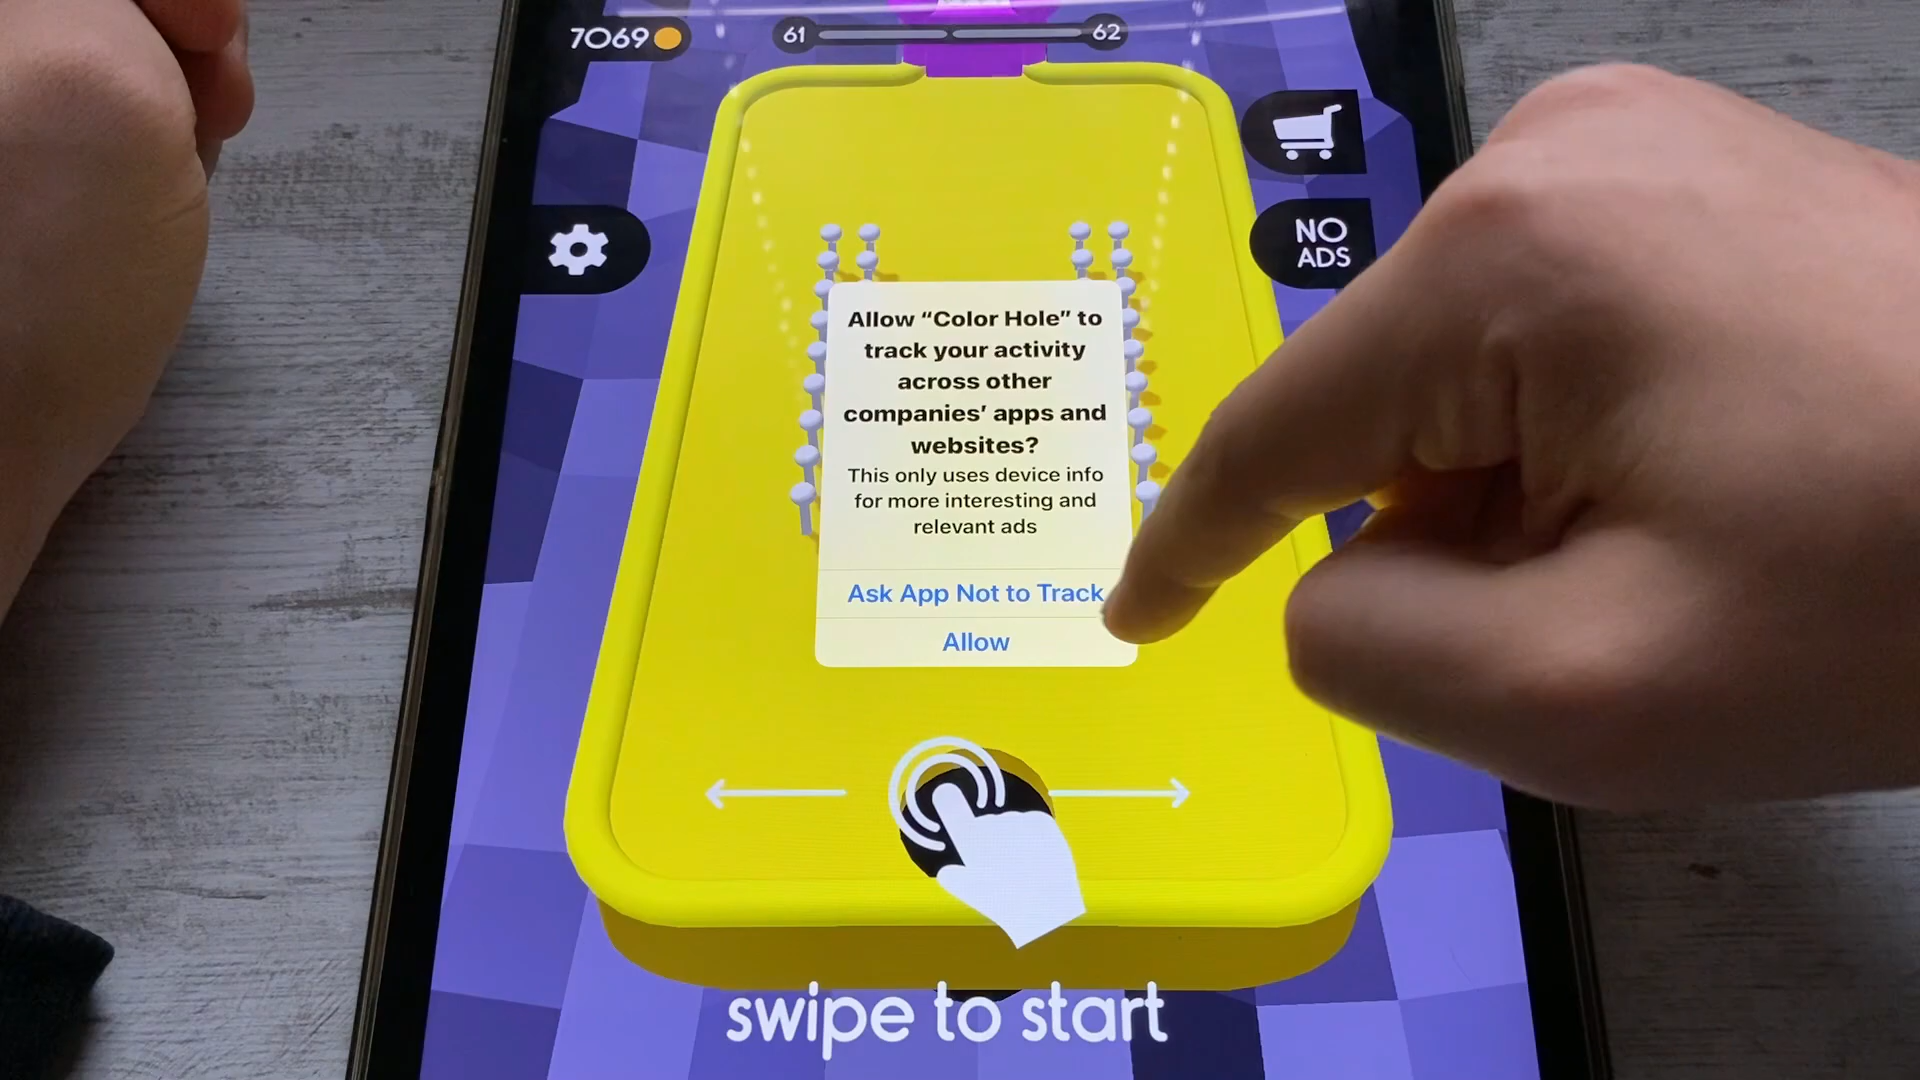 7069
61
62
NO
ADS
Allow “Color Hole” to
track your activity
across other
companies’ apps and
websites?
This only uses device info
for more interesting and
relevant ads
Ask App Not to Track
Allow
swipe to start